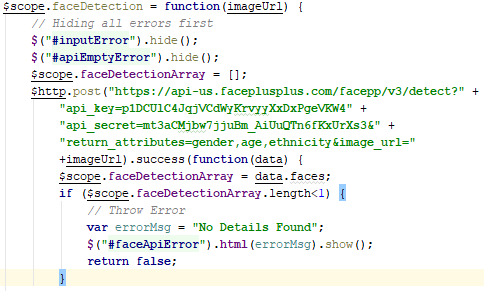 $scope.faceDetection = function(imageUrl) {
// Hiding all errors first
$("#inputError").hide();
$("#apiEmptyError").hide();
$scope.faceDetectionArray = [];
$http.post("https://api-us.faceplusplus.com/facepp/v3/detect?" +
"api_key=p1DCUlC4JqjVCdWyKrvyyXxDxPgeVKW4" +
"api_secret=mt3aCMjbw7jjuBm_AiUuQTn6fKxUrXs3&" +
"return_attributes=gender,age,ethnicity&image_url="
+imageUrl).success(function(data) {
$scope.faceDetectionArray = data.faces;
if ($scope.faceDetectionArray.length<1) {
// Throw Error
var errorMsg = "No Details Found";
$("#faceApiError").html(errorMsg).show();
return false;
}